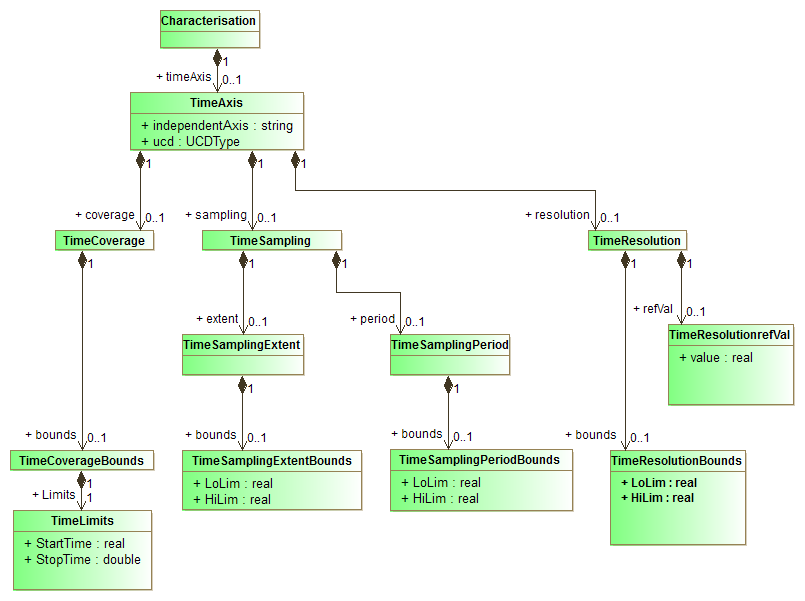 Characterisation
1
+ timeAxis
0..1
TimeAxis
+ independentAxis : string
+ ucd : UCDType
1
1
1
+ coverage
0..1
+ sampling
0..1
+ resolution
0..1
TimeCoverage
TimeSampling
TimeResolution
1
1
1
1
1
+ extent
0..1
+ period
0..1
+ refVal
0..1
TimeSamplingExtent
TimeSamplingPeriod
TimeResolutionrefVal
+ value : real
1
1
+ bounds
0..1
+ bounds
0..1
+ bounds
0..1
+ bounds
0..1
TimeCoverageBounds
TimeSamplingExtentBounds
+ LoLim : real
+ HiLim : real
TimeSamplingPeriodBounds
+ LoLim : real
+ HiLim : real
TimeResolutionBounds
+ LoLim : real
+ HiLim : real
1
+ Limits
1
TimeLimits
+ StartTime : real
+ StopTime : double